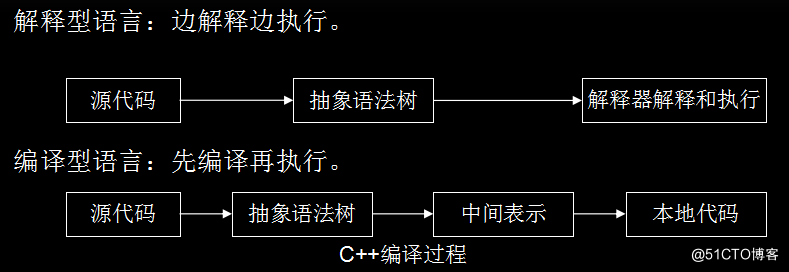 解释型语言：边解释边执行。
源代码 抽象语法树 解释器解释和执行
编译型语言：先编译再执行。
源代码 抽象语法树 中间表示 本地代码
C++编译过程
@51CTO博客